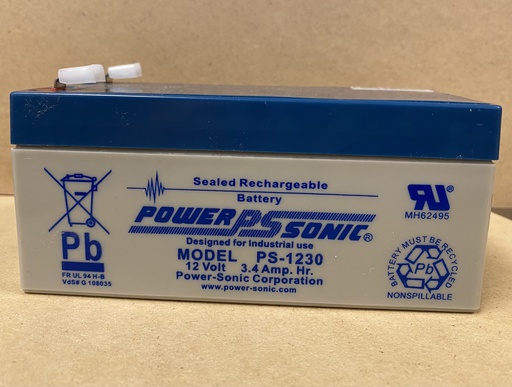 Sealed Rechargeable
Battery
POWER PS SONIC®
Designed for Industrial use
MODEL PS-1230
12 Volt 3.4 Amp. Hr.
Power-Sonic Corporation
www.power-sonic.com
Pb
FR UL 94 H-B
VdS# G 108035
RU®
MH62495
BATTERY MUST BE RECYCLED
Pb
NONSPILLABLE